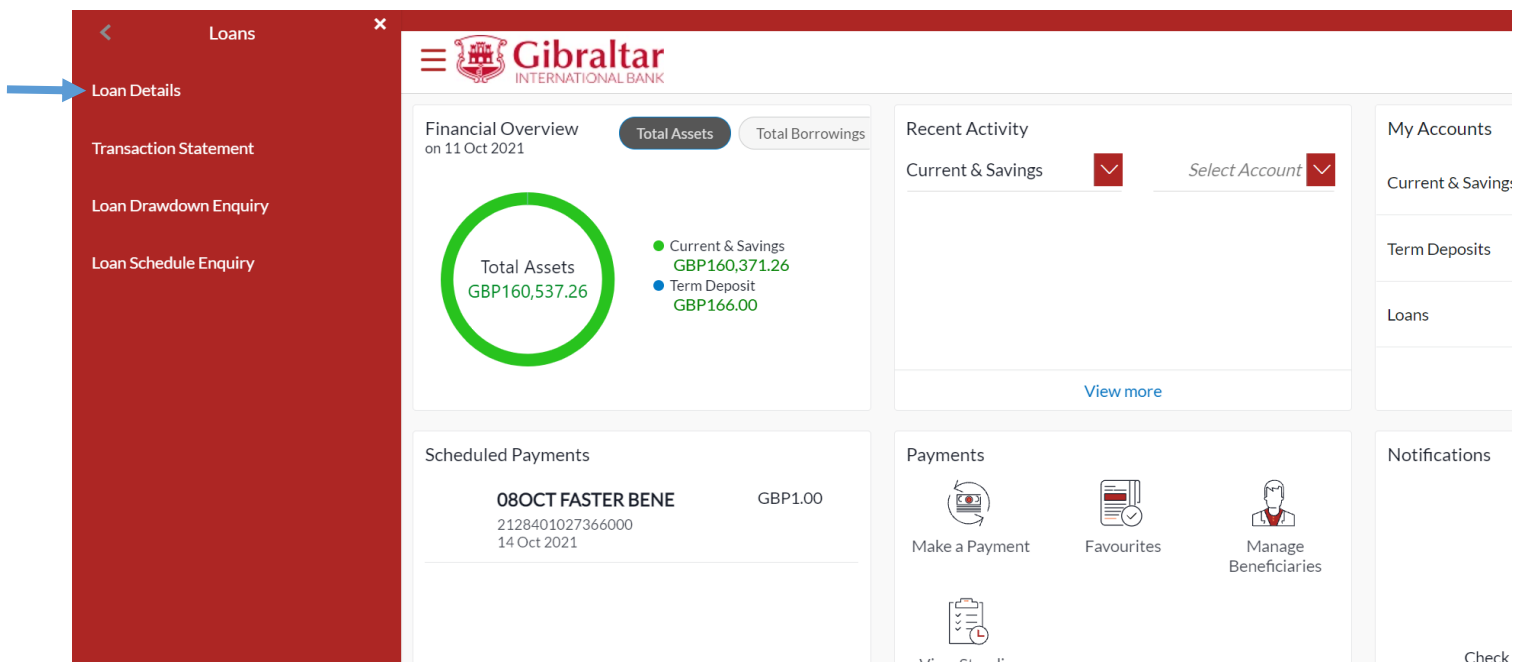 Loans
Loan Details
Transaction Statement
Loan Drawdown Enquiry
Loan Schedule Enquiry
Gibraltar
INTERNATIONAL BANK
Financial Overview
on 11 Oct 2021
Total Assets
Total Borrowings
Total Assets
GBP160,537.26
Current & Savings
GBP160,371.26
Term Deposit
GBP166.00
Recent Activity
Current & Savings
Select Account
View more
My Accounts
Current & Savings
Term Deposits
Loans
Scheduled Payments
08OCT FASTER BENE
GBP1.00
2128401027366000
14 Oct 2021
Payments
Make a Payment
Favourites
Manage
Beneficiaries
Notifications
Check